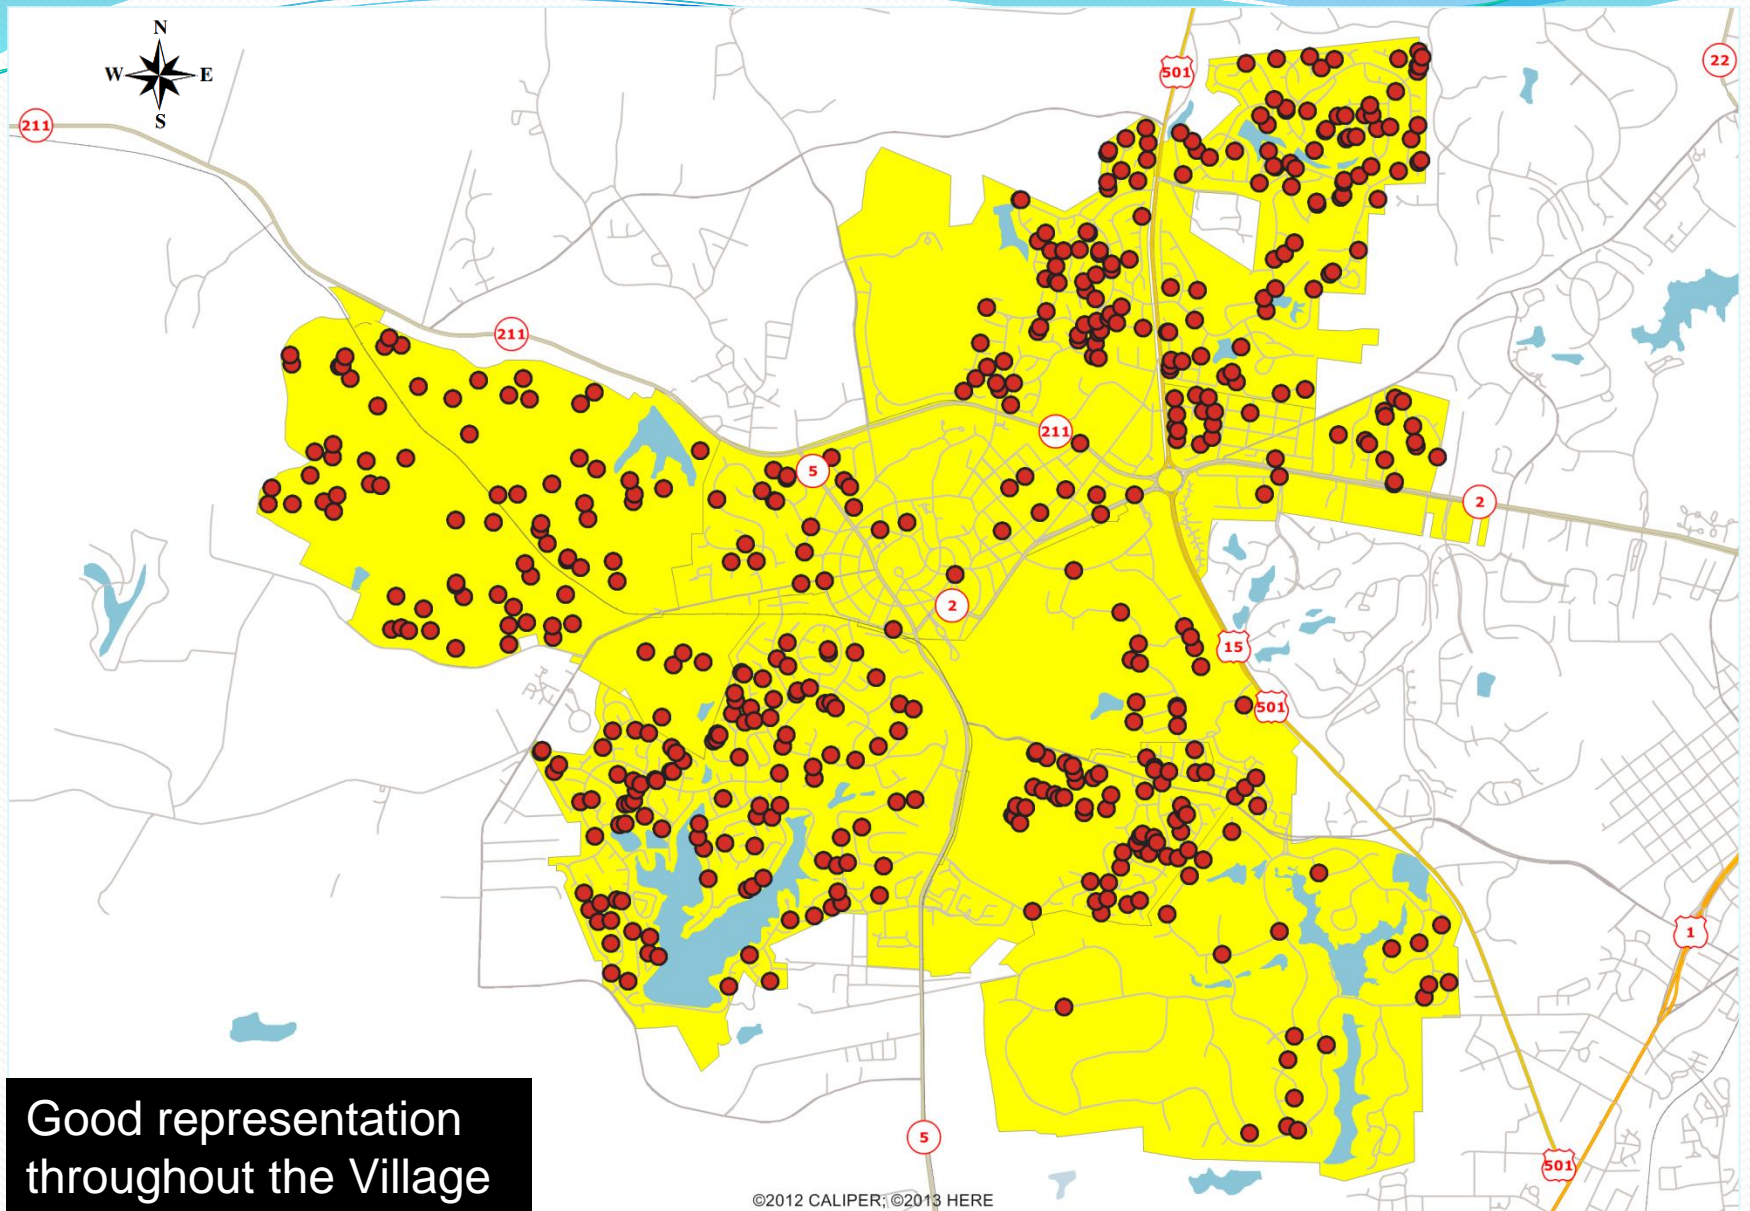 N
W E
S
501
22
211
211
211
5
2
2
15
501
1
5
501
Good representation
throughout the Village
©2012 CALIPER; ©2013 HERE